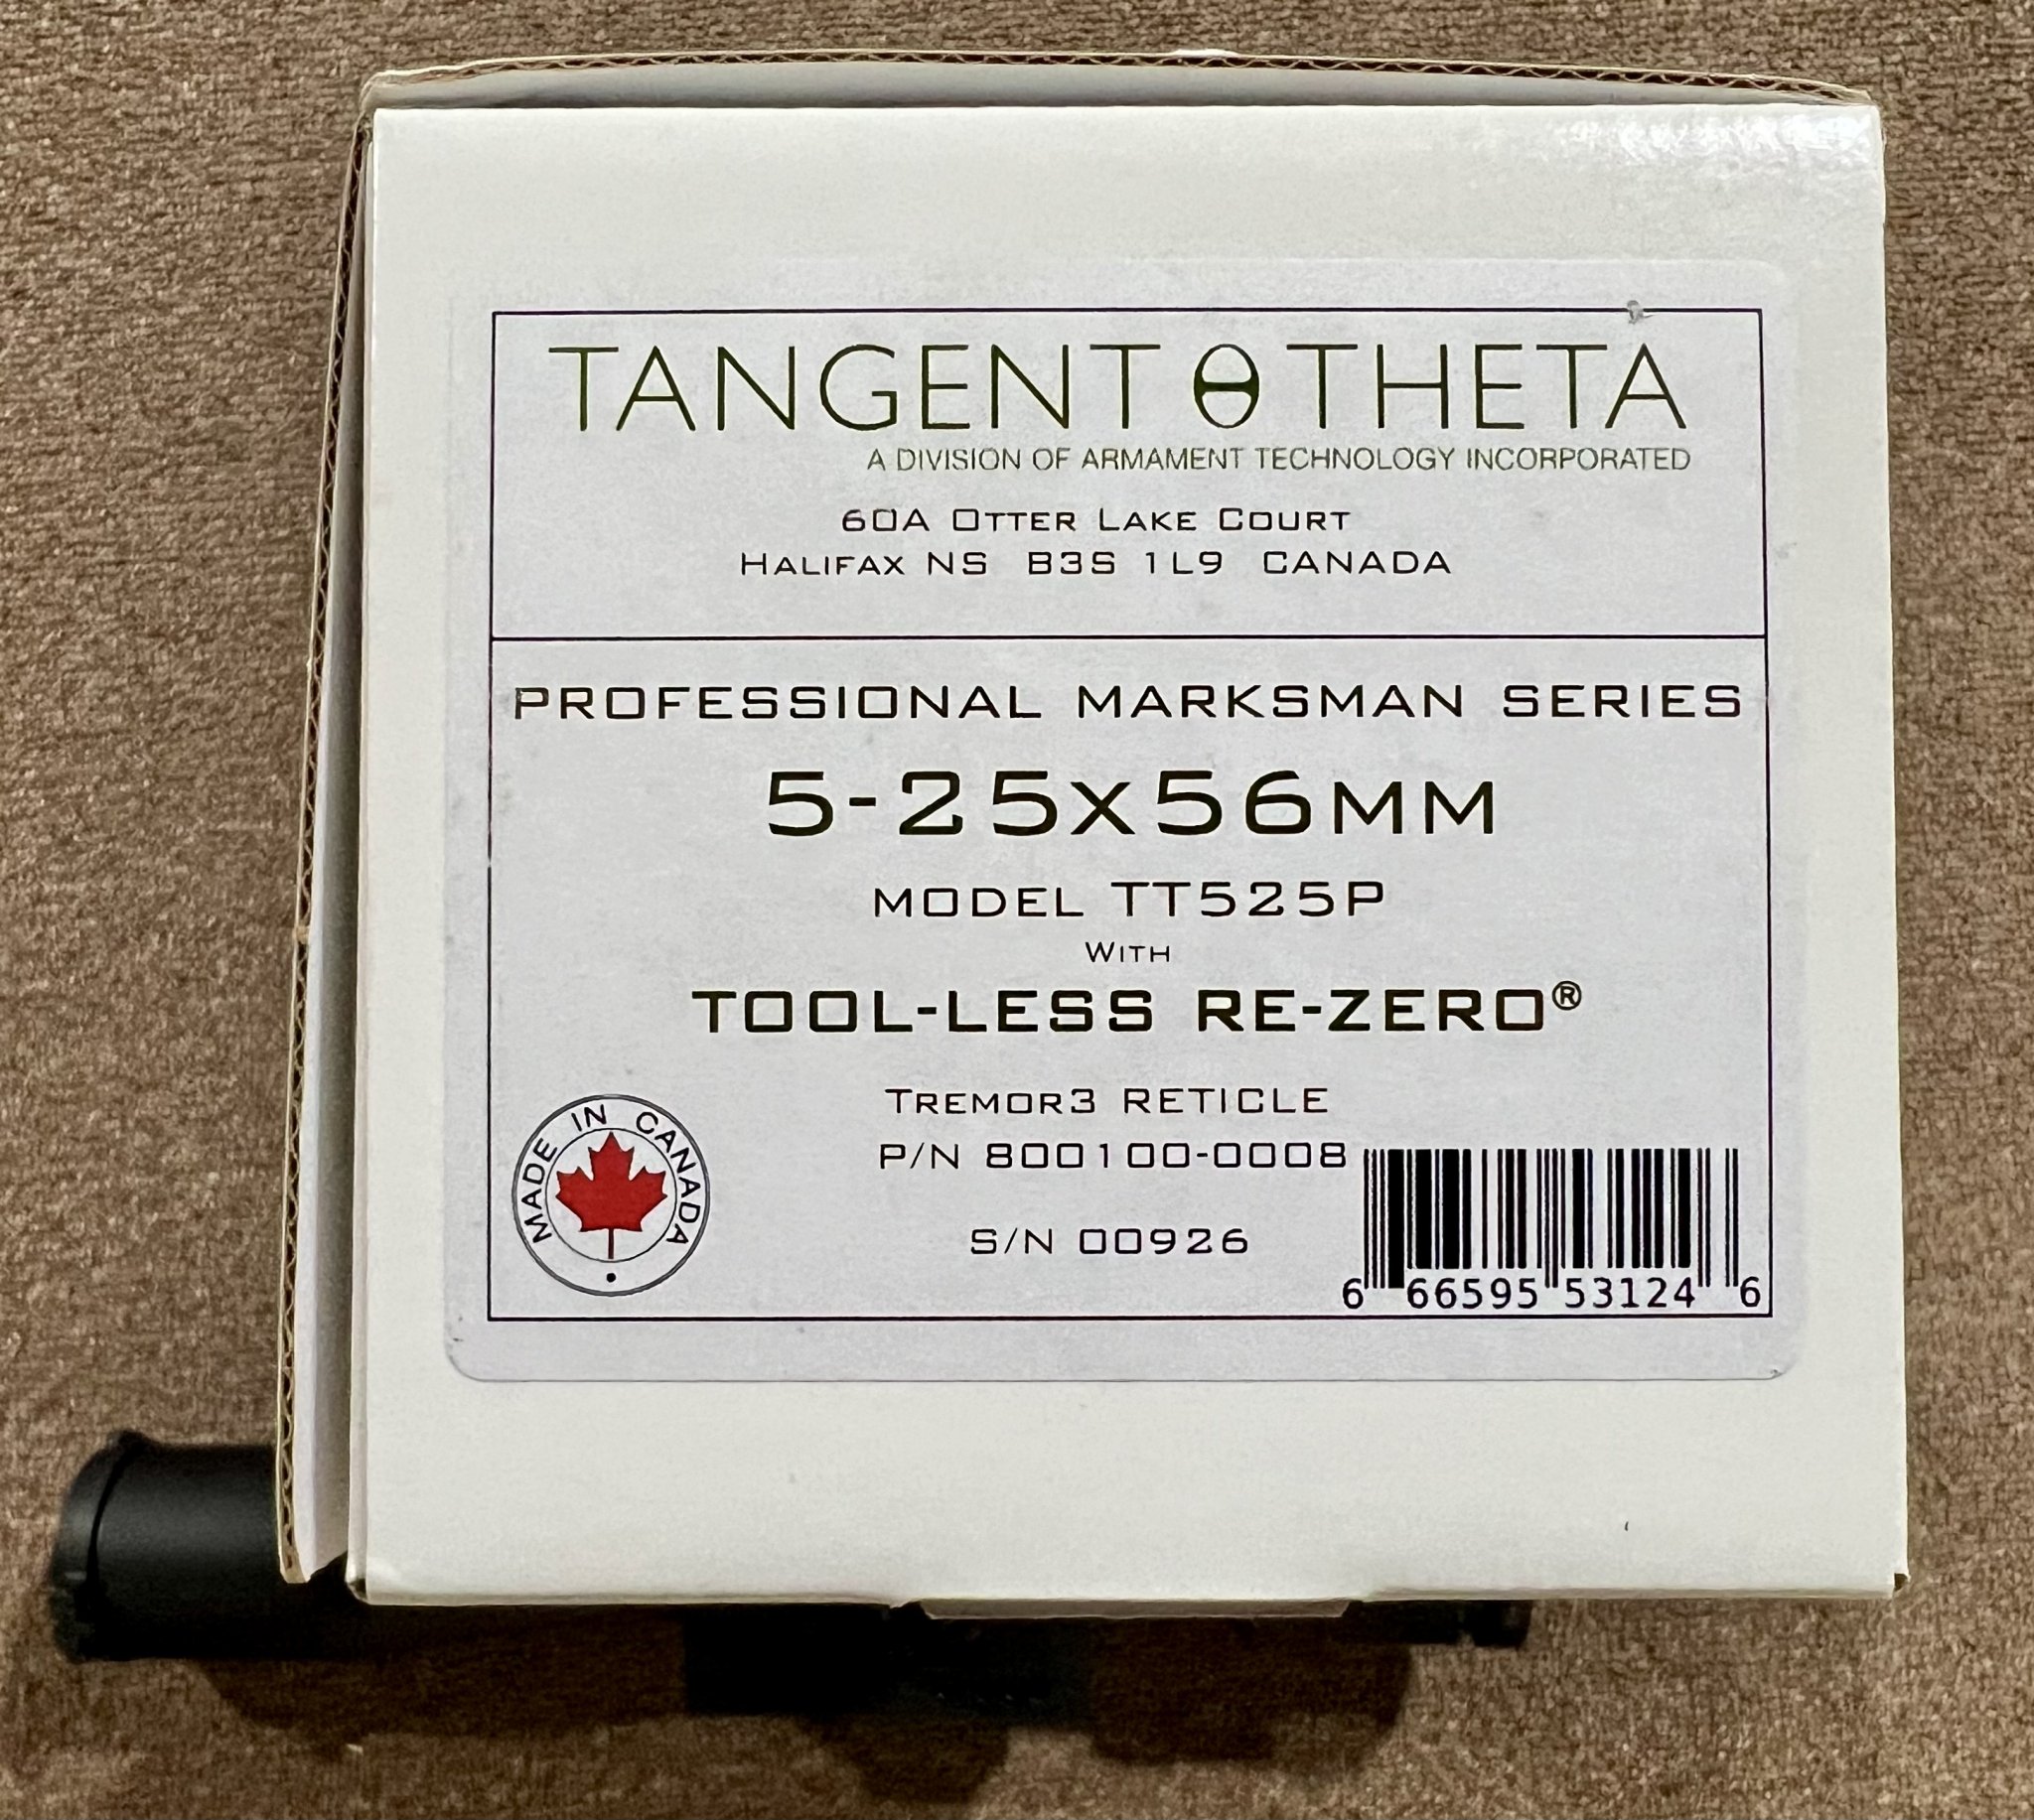 TANGENT θ THETA
A DIVISION OF ARMAMENT TECHNOLOGY INCORPORATED
60A OTTER LAKE COURT
HALIFAX NS B3S 1L9 CANADA
PROFESSIONAL MARKSMAN SERIES
5-25x56MM
MODEL TT525P
WITH
TOOL-LESS RE-ZERO®
TREMOR3 RETICLE
P/N 800100-0008
S/N 00926
MADE IN CANADA
6 66595 53124 6